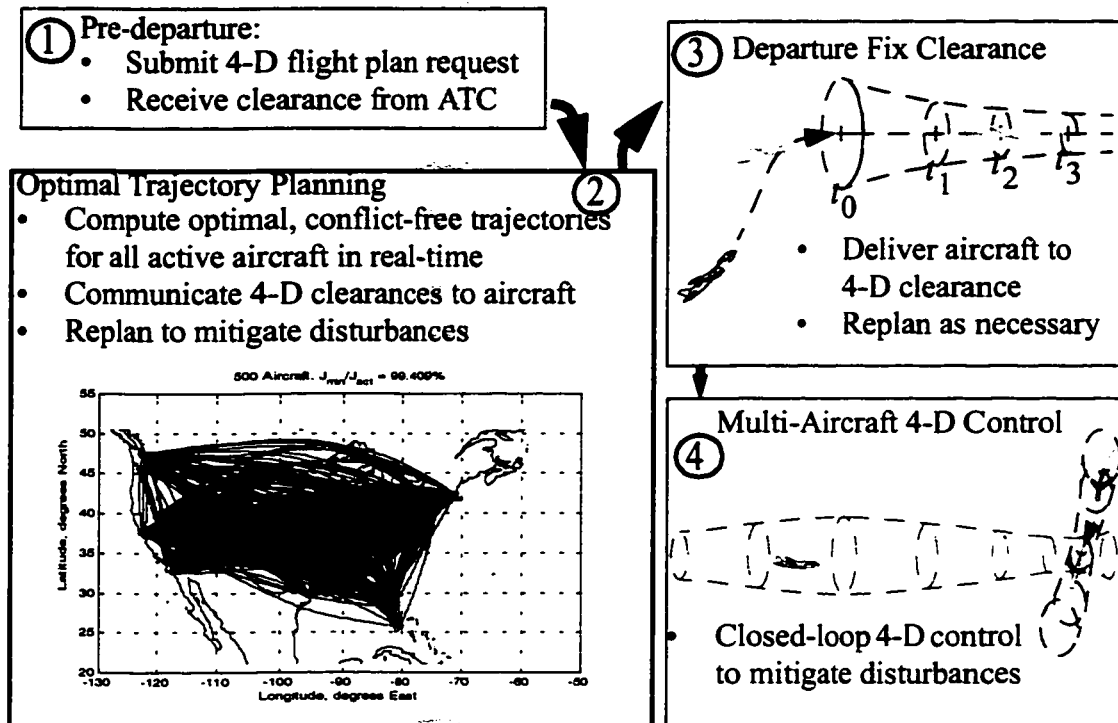 1
Pre-departure:
• Submit 4-D flight plan request
• Receive clearance from ATC
2
Optimal Trajectory Planning
• Compute optimal, conflict-free trajectories
for all active aircraft in real-time
• Communicate 4-D clearances to aircraft
• Replan to mitigate disturbances
500 Aircraft. J_min/J_act = 99.409%
Latitude, degrees North
55
50
45
40
35
30
25
20
-130 -120 -110 -100 -90 -80 -70 -60 -50
Longitude, degrees East
3
Departure Fix Clearance
t0 t1 t2 t3
• Deliver aircraft to
4-D clearance
• Replan as necessary
Multi-Aircraft 4-D Control
4
• Closed-loop 4-D control
to mitigate disturbances